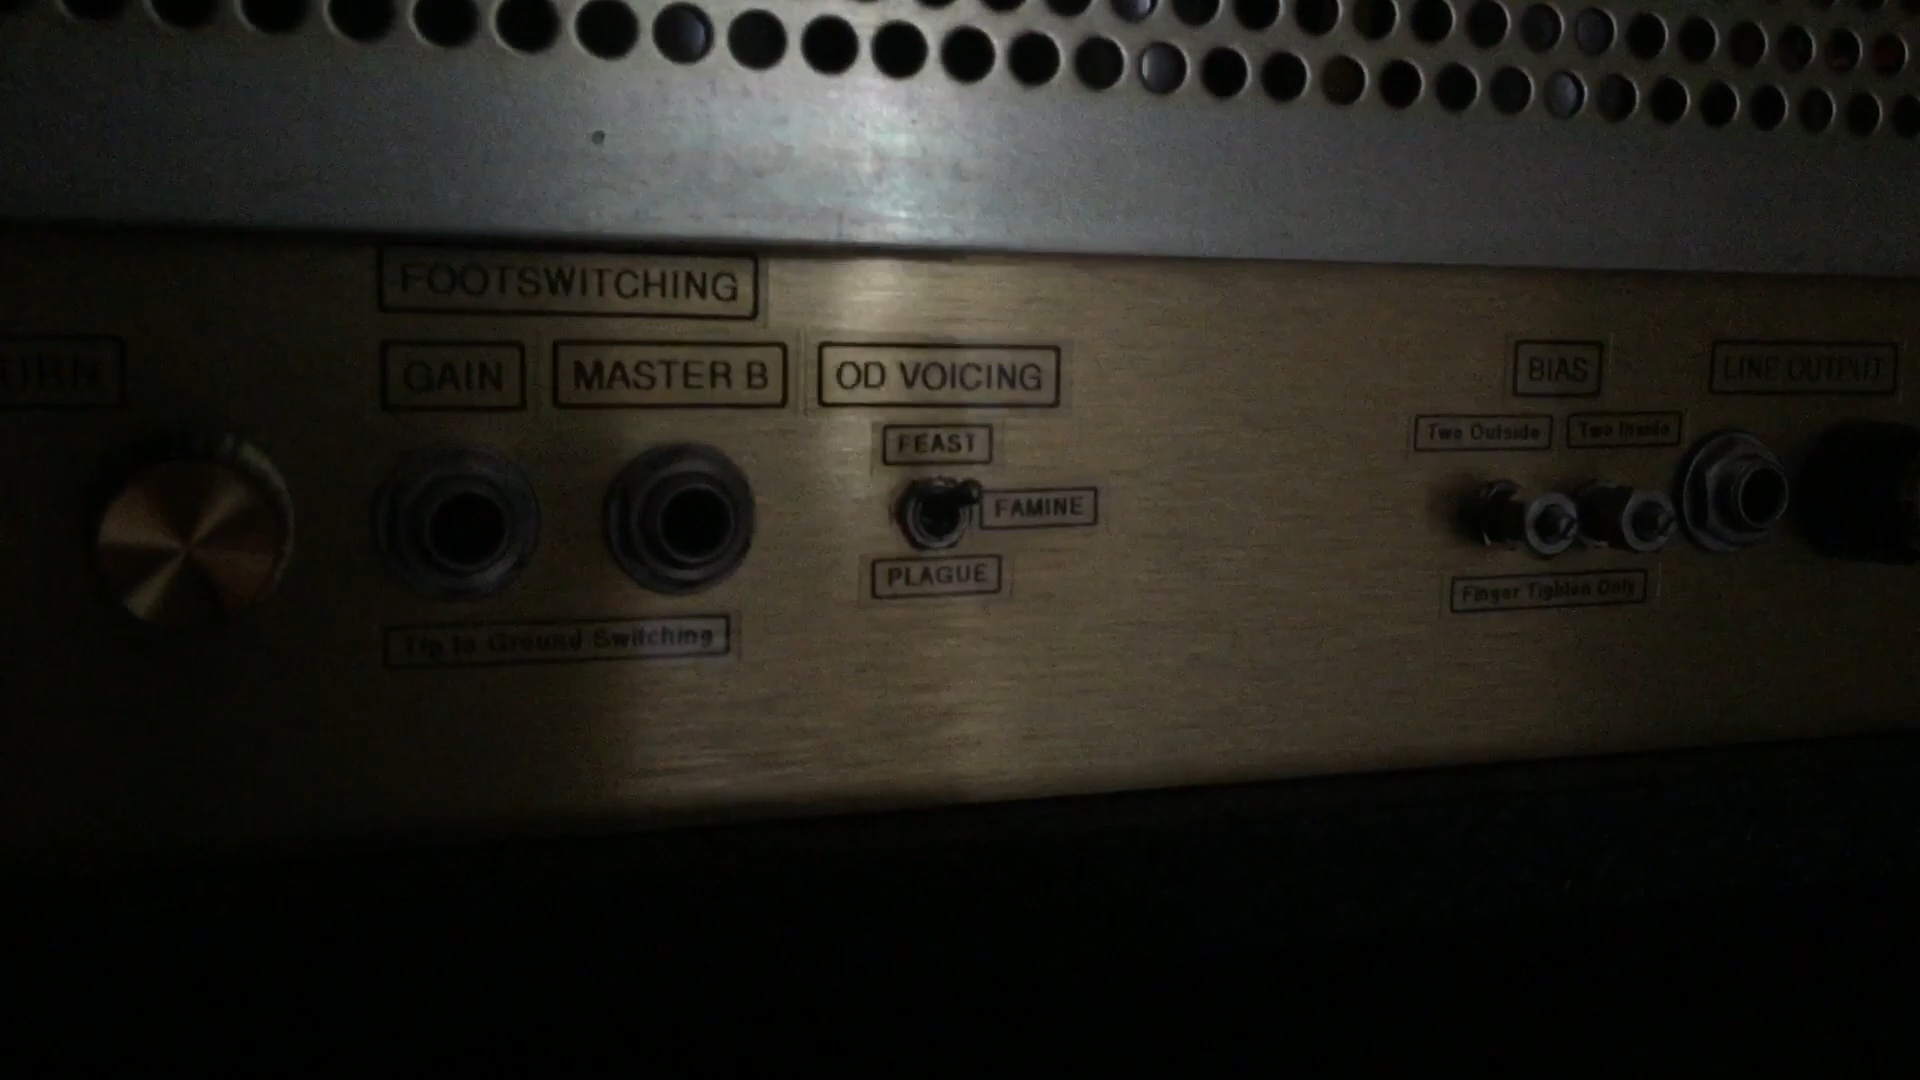 FOOTSWITCHING
URN
GAIN
MASTER B
OD VOICING
BIAS
LINE OUTPUT
FEAST
FAMINE
PLAGUE
Two Outside
Two Inside
Finger Tighten Only
Tip to Ground Switching